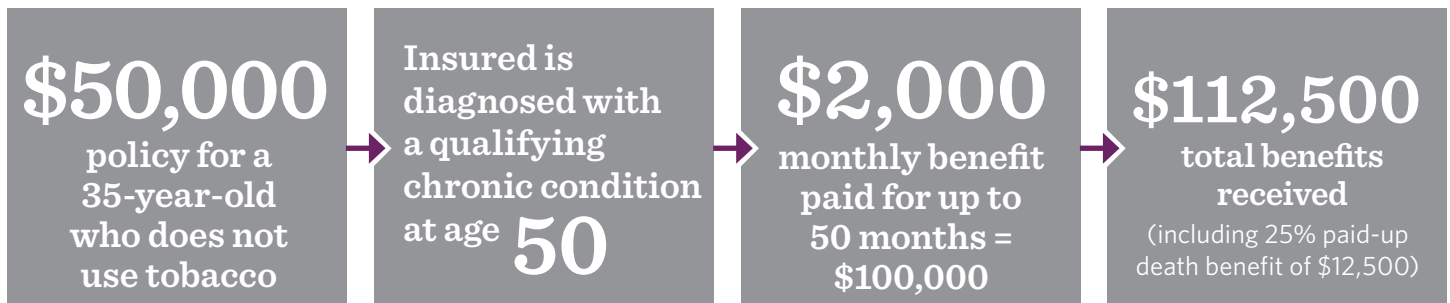 $50,000
policy for a
35-year-old
who does not
use tobacco
Insured is
diagnosed with
a qualifying
chronic condition
at age 50
$2,000
monthly benefit
paid for up to
50 months =
$100,000
$112,500
total benefits
received
(including 25% paid-up
death benefit of $12,500)